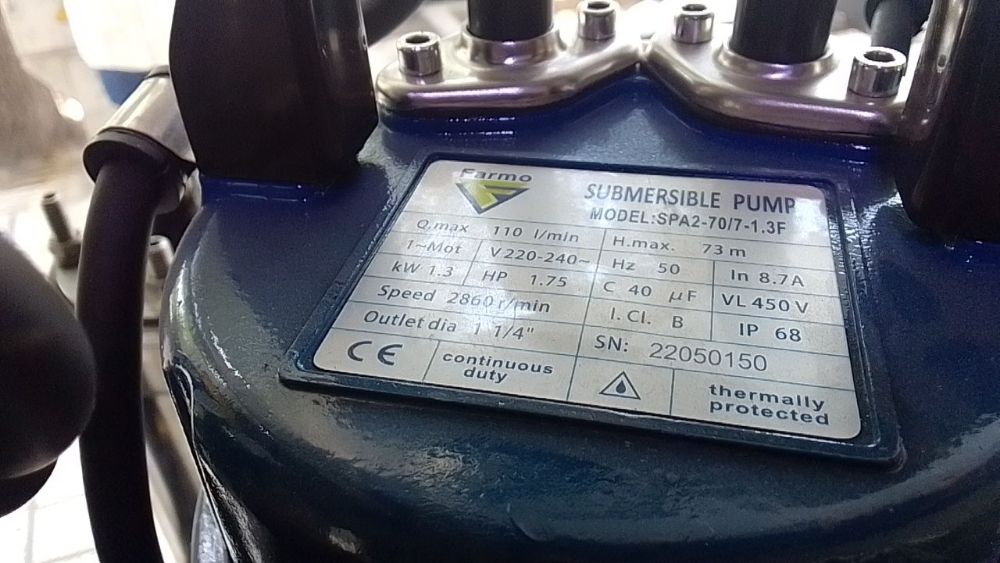 Farmo
SUBMERSIBLE PUMP
MODEL:SPA2-70/7-1.3F
Q.max 110 l/min H.max. 73 m
1~Mot V 220-240~ Hz 50 In 8.7A
kW 1.3 HP 1.75 C 40 μF VL 450 V
Speed 2860 r/min I. Cl. B IP 68
Outlet dia 1 1/4" SN: 22050150
CE continuous duty thermally protected